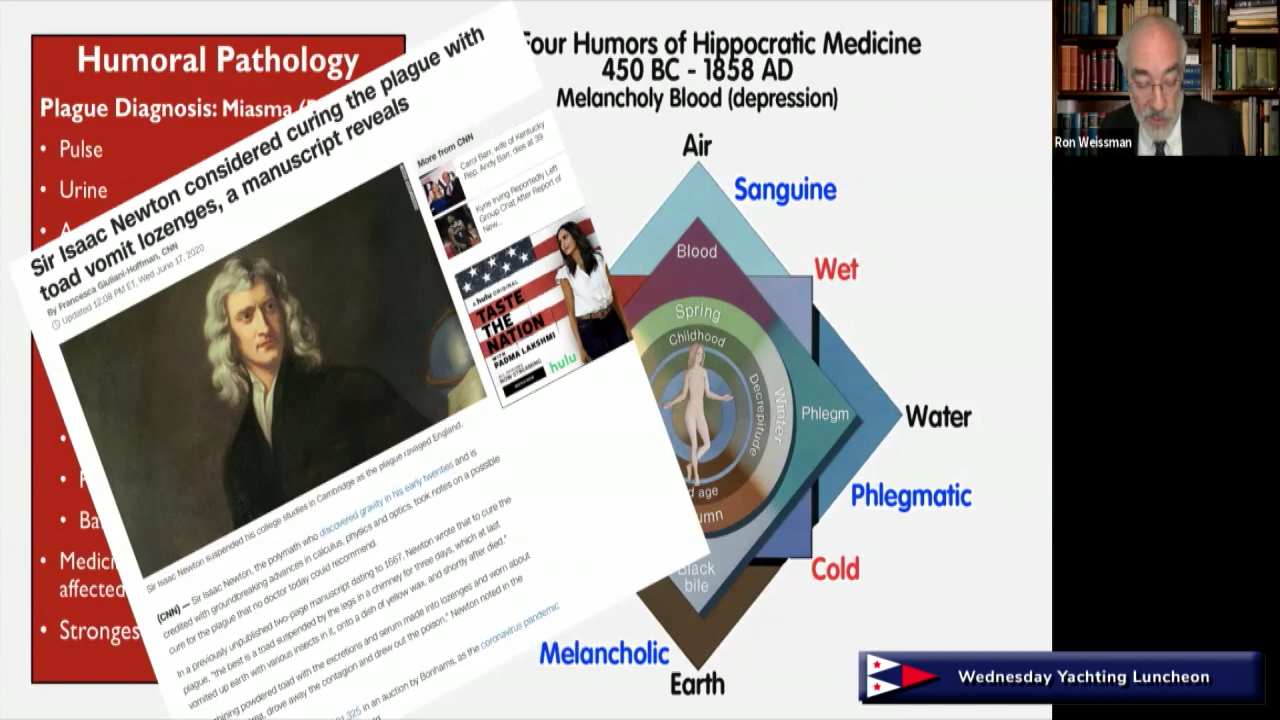 Humoral Pathology
Plague Diagnosis: Miasma
• Pulse
• Urine
Ba
• Medici
affected
• Stronges
Sir Isaac Newton considered curing the plague with
toad vomit lozenges, a manuscript reveals
By Francesca Giuliani-Hoffman, CNN
Updated 12:08 PM ET, Wed June 17, 2020
More from CNN
Carol Barr, wife of Kentucky
Rep. Andy Barr, dies at 39
Kyrie Irving Reportedly Left
Group Chat After Report of
New...
a hulu ORIGINAL
TASTE
THE
NATION
WITH
PADMA LAKSHMI
NOW STREAMING
hulu
Sir Isaac Newton suspended his college studies in Cambridge as the plague ravaged England.
(CNN) — Sir Isaac Newton, the polymath who discovered gravity in his early twenties and is
credited with groundbreaking advances in calculus, physics and optics, took notes on a possible
cure for the plague that no doctor today could recommend.
In a previously unpublished two-page manuscript dating to 1667, Newton wrote that to cure the
plague, "the best is a toad suspended by the legs in a chimney for three days, which at last
vomited up earth with various insects in it, onto a dish of yellow wax, and shortly after died."
bining powdered toad with the excretions and serum made into lozenges and worn about
area, drove away the contagion and drew out the poison," Newton noted in the
1,325 in an auction by Bonhams, as the coronavirus pandemic
Four Humors of Hippocratic Medicine
450 BC - 1858 AD
Melancholy Blood (depression)
Air
Sanguine
Blood
Wet
Spring
Childhood
Winter
Decrepitude
Phlegm
Water
Phlegmatic
d age
umn
Black
bile
Cold
Melancholic
Earth
Ron Weissman
Wednesday Yachting Luncheon